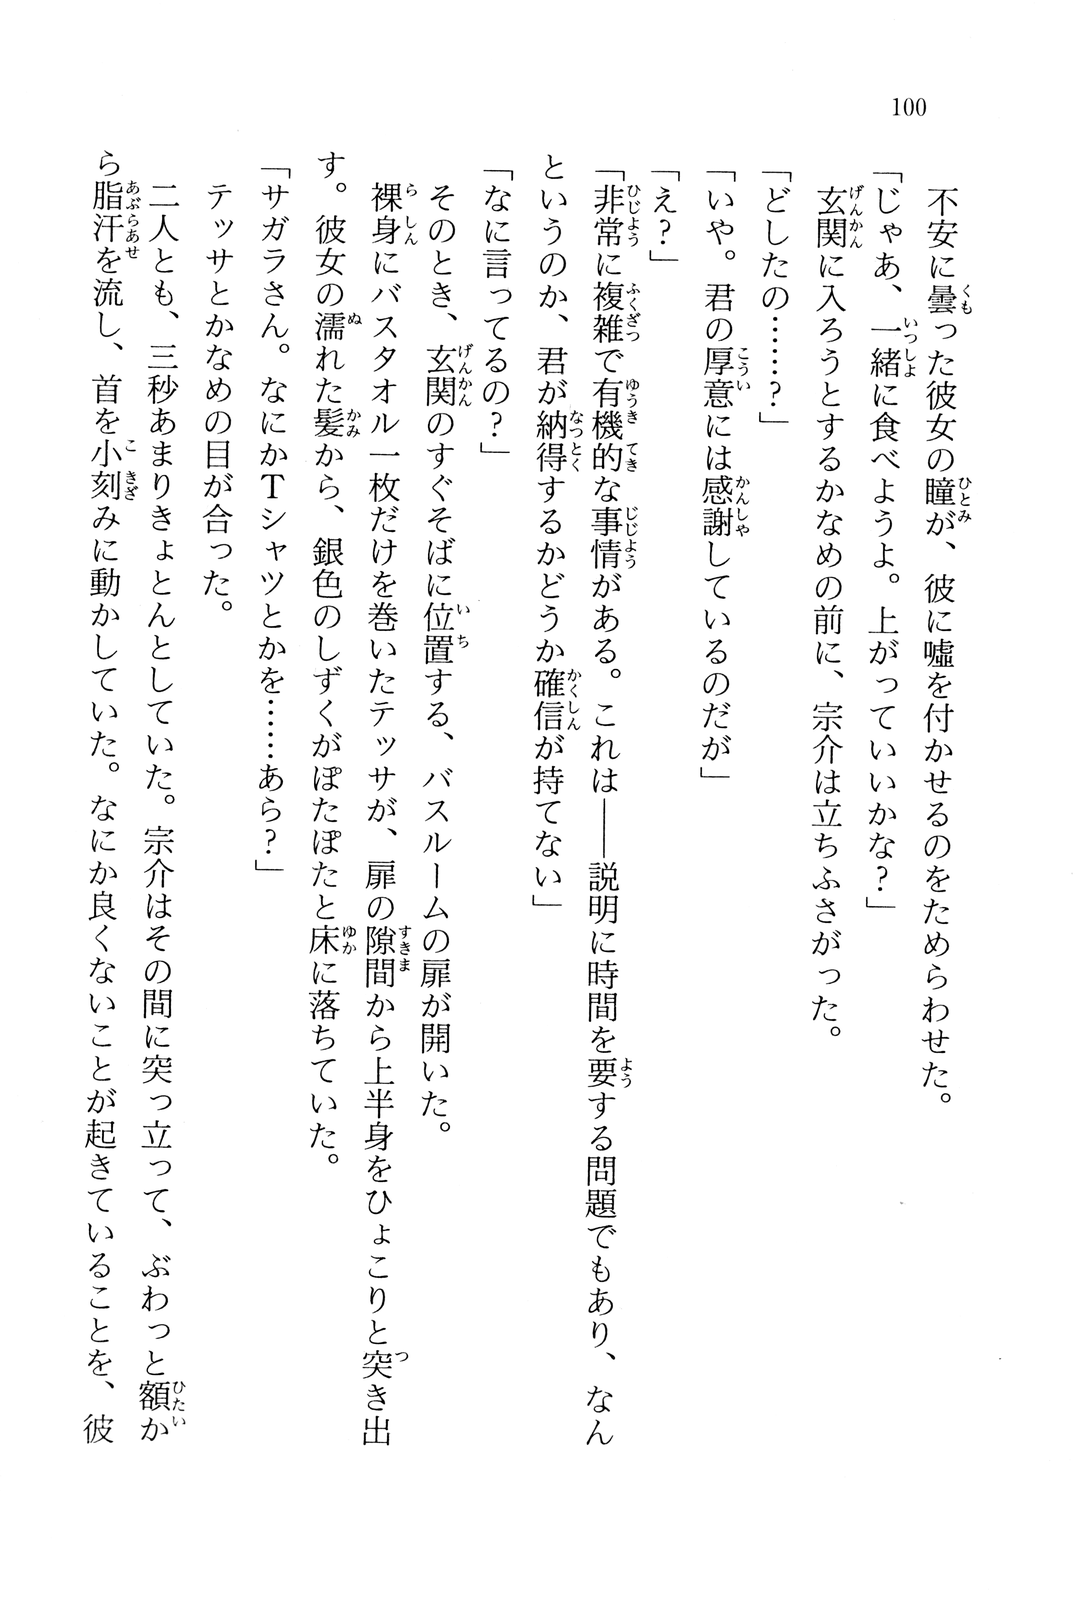 100
不安に曇った彼女の瞳が、彼に嘘を付かせるのをためらわせた。
「じゃあ、一緒に食べようよ。上がっていいかな?」
玄関に入ろうとするかなめの前に、宗介は立ちふさがった。
「どしたの……?」
「いや。君の厚意には感謝しているのだが」
「え?」
「非常に複雑で有機的な事情がある。これは――説明に時間を要する問題でもあり、なん
というのか、君が納得するかどうか確信が持てない」
「なに言ってるの?」
そのとき、玄関のすぐそばに位置する、バスルームの扉が開いた。
裸身にバスタオル一枚だけを巻いたテッサが、扉の隙間から上半身をひょこりと突き出
す。彼女の濡れた髪から、銀色のしずくがぽたぽたと床に落ちていた。
「サガラさん。なにかTシャツとかを……あら?」
テッサとかなめの目が合った。
二人とも、三秒あまりきょとんとしていた。宗介はその間に突っ立って、ぶわっと額か
ら脂汗を流し、首を小刻みに動かしていた。なにか良くないことが起きていることを、彼